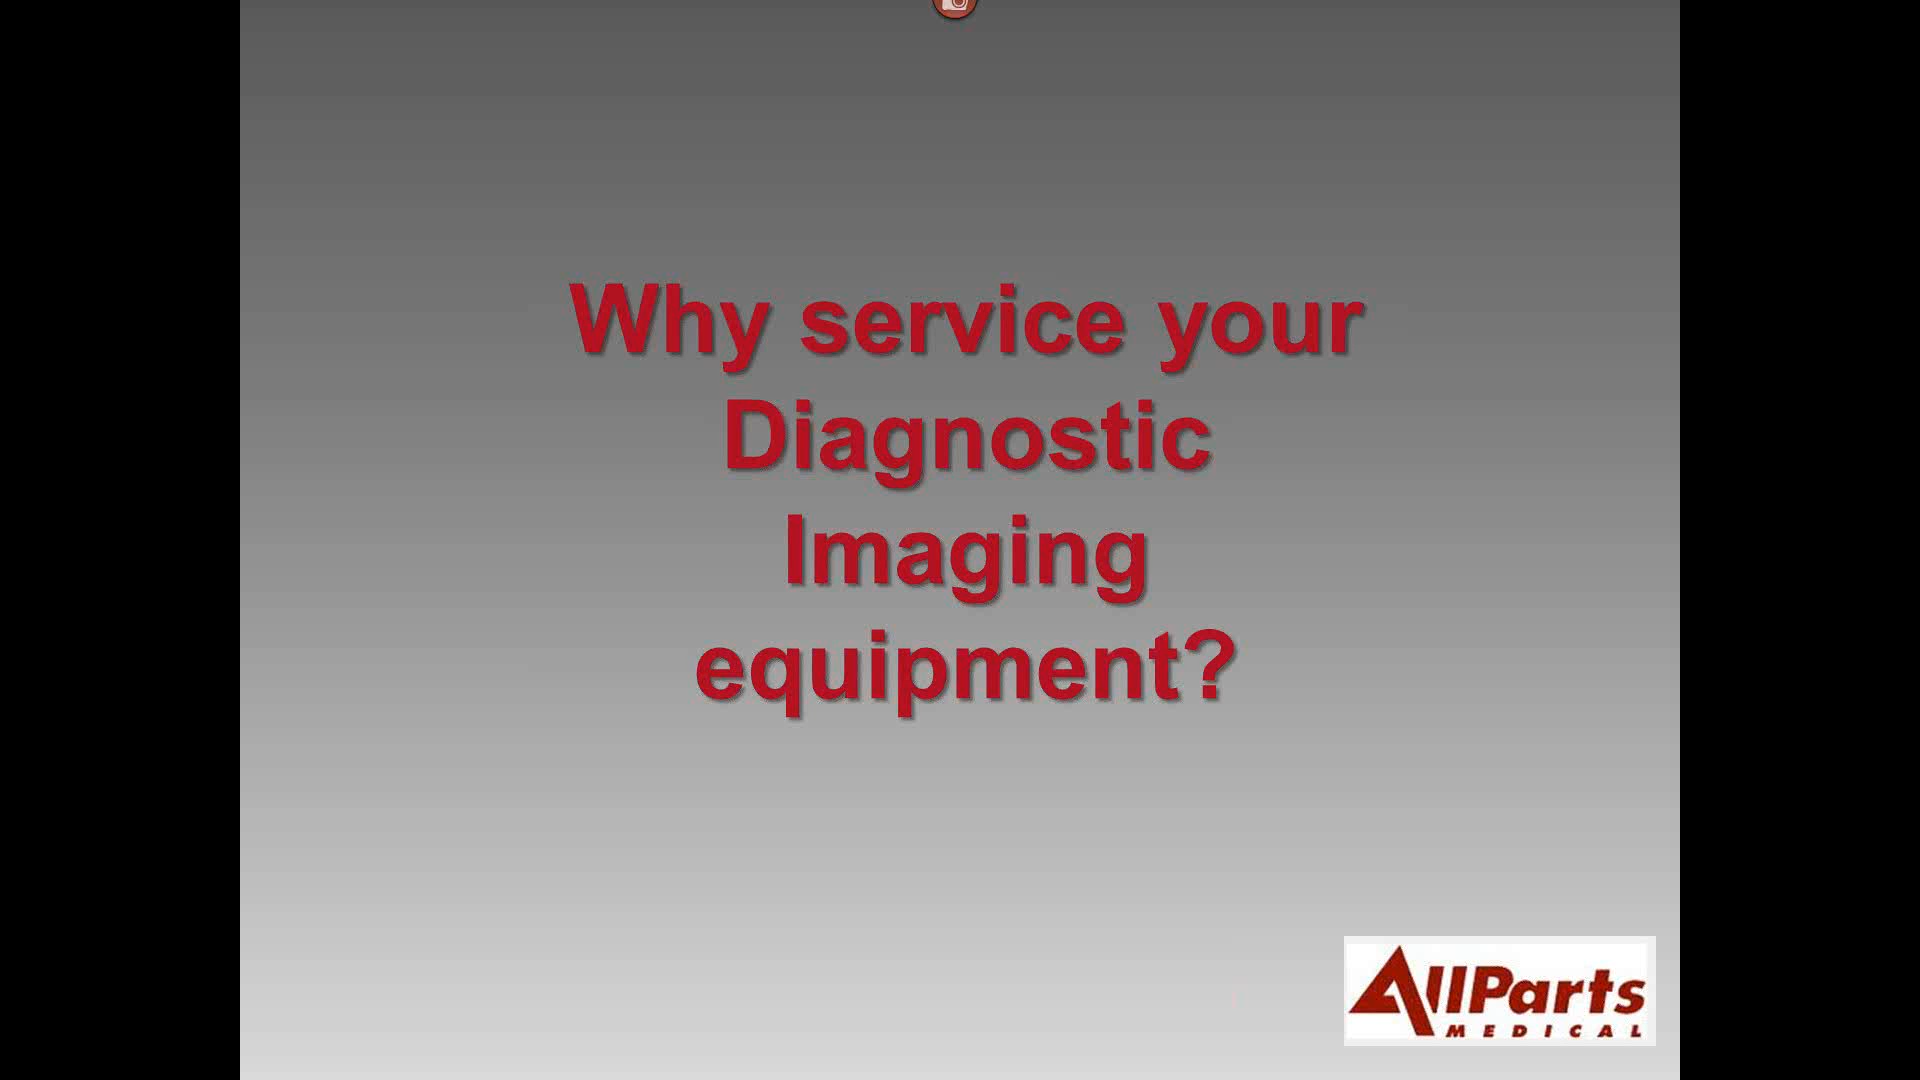 Why service your
Diagnostic
Imaging
equipment?
AllParts
MEDICAL